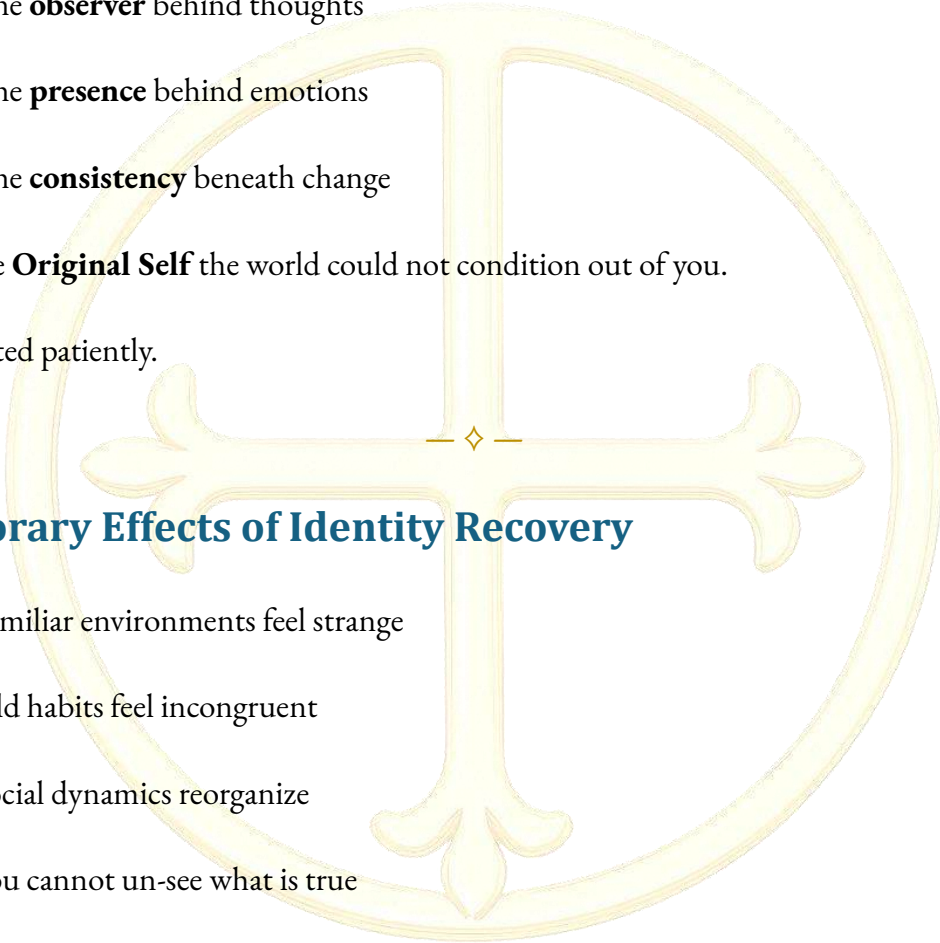 he observer behind thoughts
he presence behind emotions
he consistency beneath change
e Original Self the world could not condition out of you.
ted patiently.
orary Effects of Identity Recovery
miliar environments feel strange
ld habits feel incongruent
cial dynamics reorganize
ou cannot un-see what is true